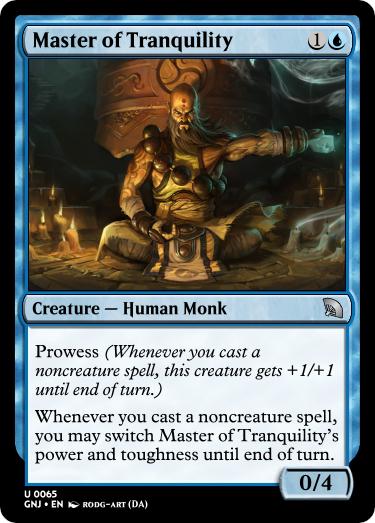 Master of Tranquility 1
Creature — Human Monk
Prowess (Whenever you cast a
noncreature spell, this creature gets +1/+1
until end of turn.)
Whenever you cast a noncreature spell,
you may switch Master of Tranquility’s
power and toughness until end of turn.
0/4
U 0065
GNJ • EN RODG-ART (DA)